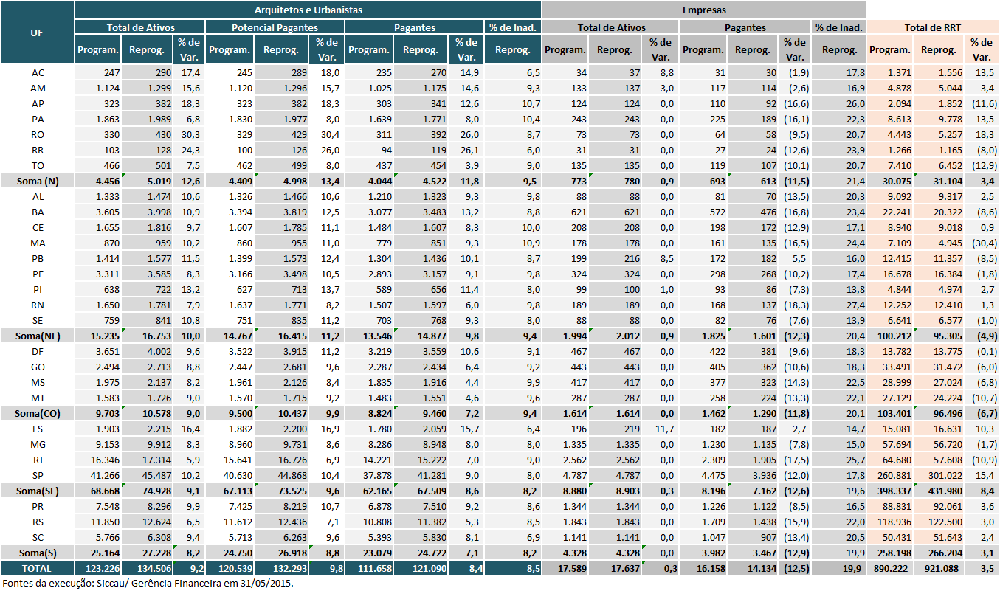 Arquitetos e Urbanistas Empresas
UF Total de Ativos Potencial Pagantes Pagantes % de Inad. Total de Ativos Pagantes % de Inad. Total de RRT
Program. Reprog. % de Var. Program. Reprog. % de Var. Program. Reprog. % de Var. Reprog. Program. Reprog. % de Var. Program. Reprog. % de Var. Reprog. Program. Reprog. % de Var.
AC 247 290 17,4 245 289 18,0 235 270 14,9 6,5 34 37 8,8 31 30 (1,9) 17,8 1.371 1.556 13,5
AM 1.124 1.299 15,6 1.120 1.296 15,7 1.025 1.175 14,6 9,3 133 137 3,0 117 114 (2,6) 16,9 4.878 5.044 3,4
AP 323 382 18,3 323 382 18,3 303 341 12,6 10,7 124 124 0,0 110 92 (16,6) 26,0 2.094 1.852 (11,6)
PA 1.863 1.989 6,8 1.830 1.977 8,0 1.639 1.771 8,0 10,4 243 243 0,0 225 189 (16,1) 22,3 8.613 9.778 13,5
RO 330 430 30,3 329 429 30,4 311 392 26,0 8,7 73 73 0,0 64 58 (9,5) 20,7 4.443 5.257 18,3
RR 103 128 24,3 100 126 26,0 94 119 26,1 6,0 31 31 0,0 27 24 (12,6) 23,9 1.266 1.165 (8,0)
TO 466 501 7,5 462 499 8,0 437 454 3,9 9,0 135 135 0,0 119 107 (10,1) 20,7 7.410 6.452 (12,9)
Soma (N) 4.456 5.019 12,6 4.409 4.998 13,4 4.044 4.522 11,8 9,5 773 780 0,9 693 613 (11,5) 21,4 30.075 31.104 3,4
AL 1.333 1.474 10,6 1.326 1.466 10,6 1.210 1.323 9,3 9,8 88 88 0,0 81 70 (13,5) 20,3 9.092 9.317 2,5
BA 3.605 3.998 10,9 3.394 3.819 12,5 3.077 3.483 13,2 8,8 621 621 0,0 572 476 (16,8) 23,4 22.241 20.322 (8,6)
CE 1.655 1.816 9,7 1.607 1.785 11,1 1.484 1.607 8,3 10,0 208 208 0,0 198 172 (12,9) 17,1 8.940 9.018 0,9
MA 870 959 10,2 860 955 11,0 779 851 9,3 10,9 178 178 0,0 161 135 (16,5) 24,4 7.109 4.945 (30,4)
PB 1.414 1.577 11,5 1.399 1.573 12,4 1.304 1.436 10,1 8,7 199 216 8,5 172 182 5,5 16,0 12.415 11.357 (8,5)
PE 3.311 3.585 8,3 3.166 3.498 10,5 2.893 3.157 9,1 9,8 324 324 0,0 298 268 (10,2) 17,4 16.678 16.384 (1,8)
PI 638 722 13,2 627 713 13,7 589 656 11,4 8,0 99 100 1,0 93 86 (7,3) 13,8 4.844 4.974 2,7
RN 1.650 1.781 7,9 1.637 1.771 8,2 1.507 1.597 6,0 9,8 189 189 0,0 168 137 (18,3) 27,4 12.252 12.410 1,3
SE 759 841 10,8 751 835 11,2 703 768 9,3 8,0 88 88 0,0 82 76 (7,6) 13,9 6.641 6.577 (1,0)
Soma(NE) 15.235 16.753 10,0 14.767 16.415 11,2 13.546 14.877 9,8 9,4 1.994 2.012 0,9 1.825 1.601 (12,3) 20,4 100.212 95.305 (4,9)
DF 3.651 4.002 9,6 3.522 3.915 11,2 3.219 3.559 10,6 9,1 467 467 0,0 422 381 (9,6) 18,3 13.782 13.775 (0,1)
GO 2.494 2.713 8,8 2.447 2.681 9,6 2.287 2.434 6,4 9,2 443 443 0,0 405 362 (10,6) 18,3 33.491 31.472 (6,0)
MS 1.975 2.137 8,2 1.961 2.126 8,4 1.835 1.916 4,4 9,9 417 417 0,0 377 323 (14,3) 22,5 28.999 27.024 (6,8)
MT 1.583 1.726 9,0 1.570 1.715 9,2 1.483 1.551 4,6 9,6 287 287 0,0 258 224 (13,3) 22,1 27.129 24.224 (10,7)
Soma(CO) 9.703 10.578 9,0 9.500 10.437 9,9 8.824 9.460 7,2 9,4 1.614 1.614 0,0 1.462 1.290 (11,8) 20,1 103.401 96.496 (6,7)
ES 1.903 2.215 16,4 1.882 2.200 16,9 1.780 2.059 15,7 6,4 196 219 11,7 182 187 2,7 14,7 15.081 16.631 10,3
MG 9.153 9.912 8,3 8.960 9.731 8,6 8.286 8.948 8,0 8,0 1.335 1.335 0,0 1.230 1.135 (7,8) 15,0 57.694 56.720 (1,7)
RJ 16.346 17.314 5,9 15.641 16.726 6,9 14.221 15.222 7,0 9,0 2.562 2.562 0,0 2.309 1.905 (17,5) 25,7 64.680 57.608 (10,9)
SP 41.266 45.487 10,2 40.630 44.868 10,4 37.878 41.281 9,0 8,0 4.787 4.787 0,0 4.475 3.936 (12,0) 17,8 260.881 301.022 15,4
Soma(SE) 68.668 74.928 9,1 67.113 73.525 9,6 62.165 67.509 8,6 8,2 8.880 8.903 0,3 8.196 7.162 (12,6) 19,6 398.337 431.980 8,4
PR 7.548 8.296 9,9 7.425 8.219 10,7 6.878 7.510 9,2 8,6 1.344 1.344 0,0 1.226 1.122 (8,5) 16,5 88.831 92.061 3,6
RS 11.850 12.624 6,5 11.612 12.436 7,1 10.808 11.382 5,3 8,5 1.843 1.843 0,0 1.709 1.438 (15,9) 22,0 118.936 122.500 3,0
SC 5.766 6.308 9,4 5.713 6.263 9,6 5.393 5.830 8,1 6,9 1.141 1.141 0,0 1.047 907 (13,4) 20,5 50.431 51.643 2,4
Soma(S) 25.164 27.228 8,2 24.750 26.918 8,8 23.079 24.722 7,1 8,2 4.328 4.328 0,0 3.982 3.467 (12,9) 19,9 258.198 266.204 3,1
TOTAL 123.226 134.506 9,2 120.539 132.293 9,8 111.658 121.090 8,4 8,5 17.589 17.637 0,3 16.158 14.134 (12,5) 19,9 890.222 921.088 3,5
Fontes da execução: Siccau/ Gerência Financeira em 31/05/2015.